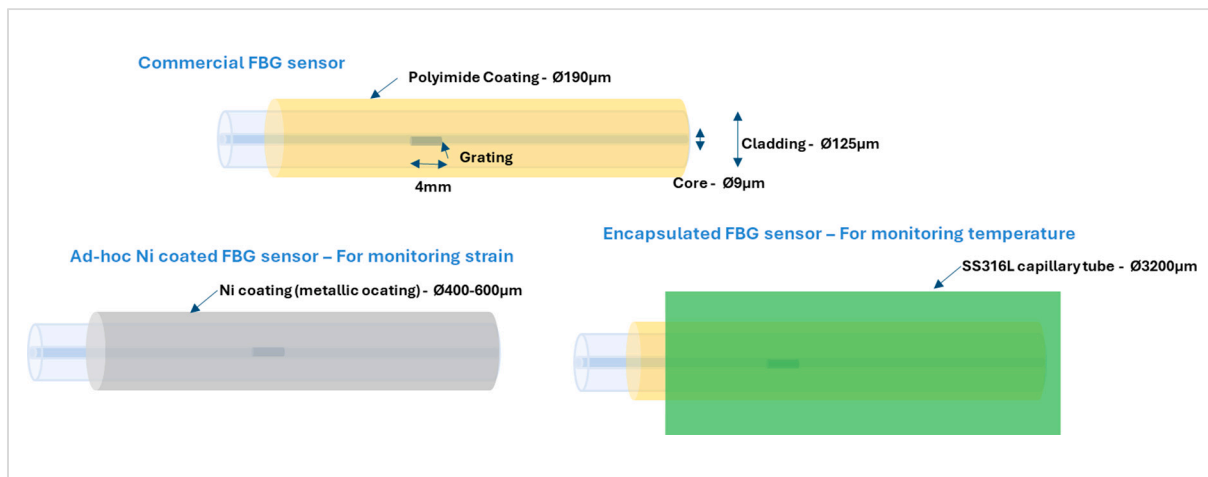 Commercial FBG sensor
Polyimide Coating - Ø190µm
Grating
4mm
Cladding - Ø125µm
Core - Ø9µm
Ad-hoc Ni coated FBG sensor – For monitoring strain
Ni coating (metallic ocating) - Ø400-600µm
Encapsulated FBG sensor – For monitoring temperature
SS316L capillary tube - Ø3200µm